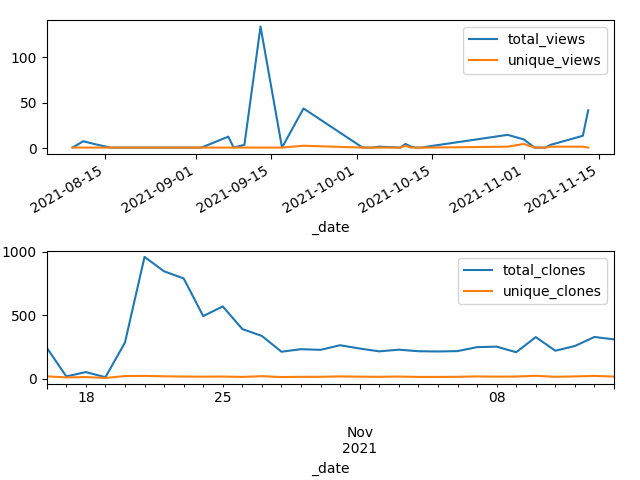 100
50
0
total_views
unique_views
2021-08-15
2021-09-01
2021-09-15
2021-10-01
2021-10-15
2021-11-01
2021-11-15
_date
1000
500
0
total_clones
unique_clones
18
25
Nov
2021
08
_date